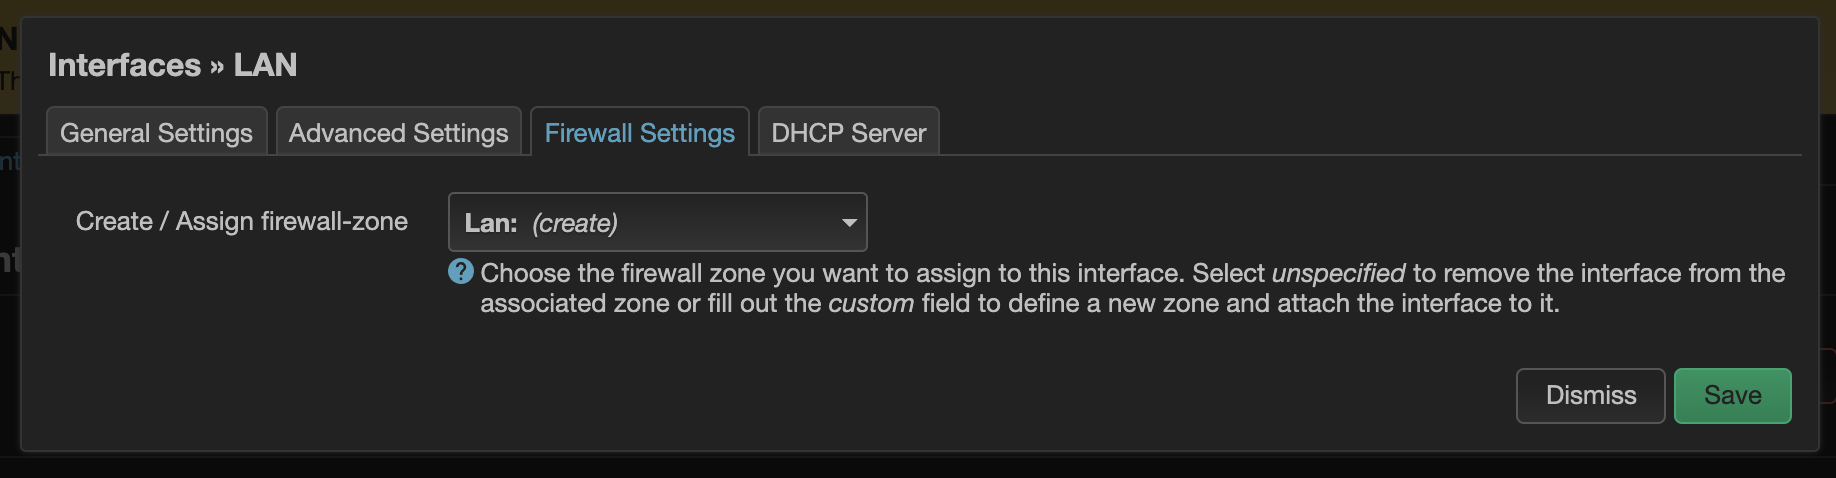 Interfaces » LAN
General Settings
Advanced Settings
Firewall Settings
DHCP Server
Create / Assign firewall-zone
Lan: (create)
Choose the firewall zone you want to assign to this interface. Select unspecified to remove the interface from the
associated zone or fill out the custom field to define a new zone and attach the interface to it.
Dismiss
Save